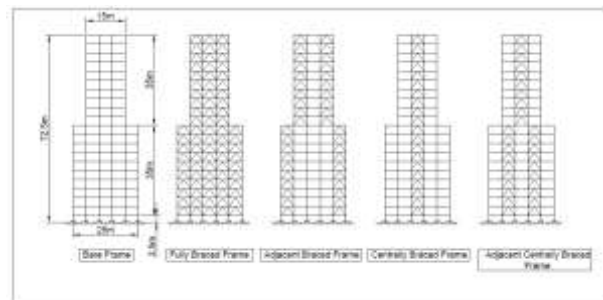 15m
72.5m
35m
35m
2.5m
25m
Base Frame
Fully Braced Frame
Adjacent Braced Frame
Centrally Braced Frame
Adjacent Centrally Braced
Frame